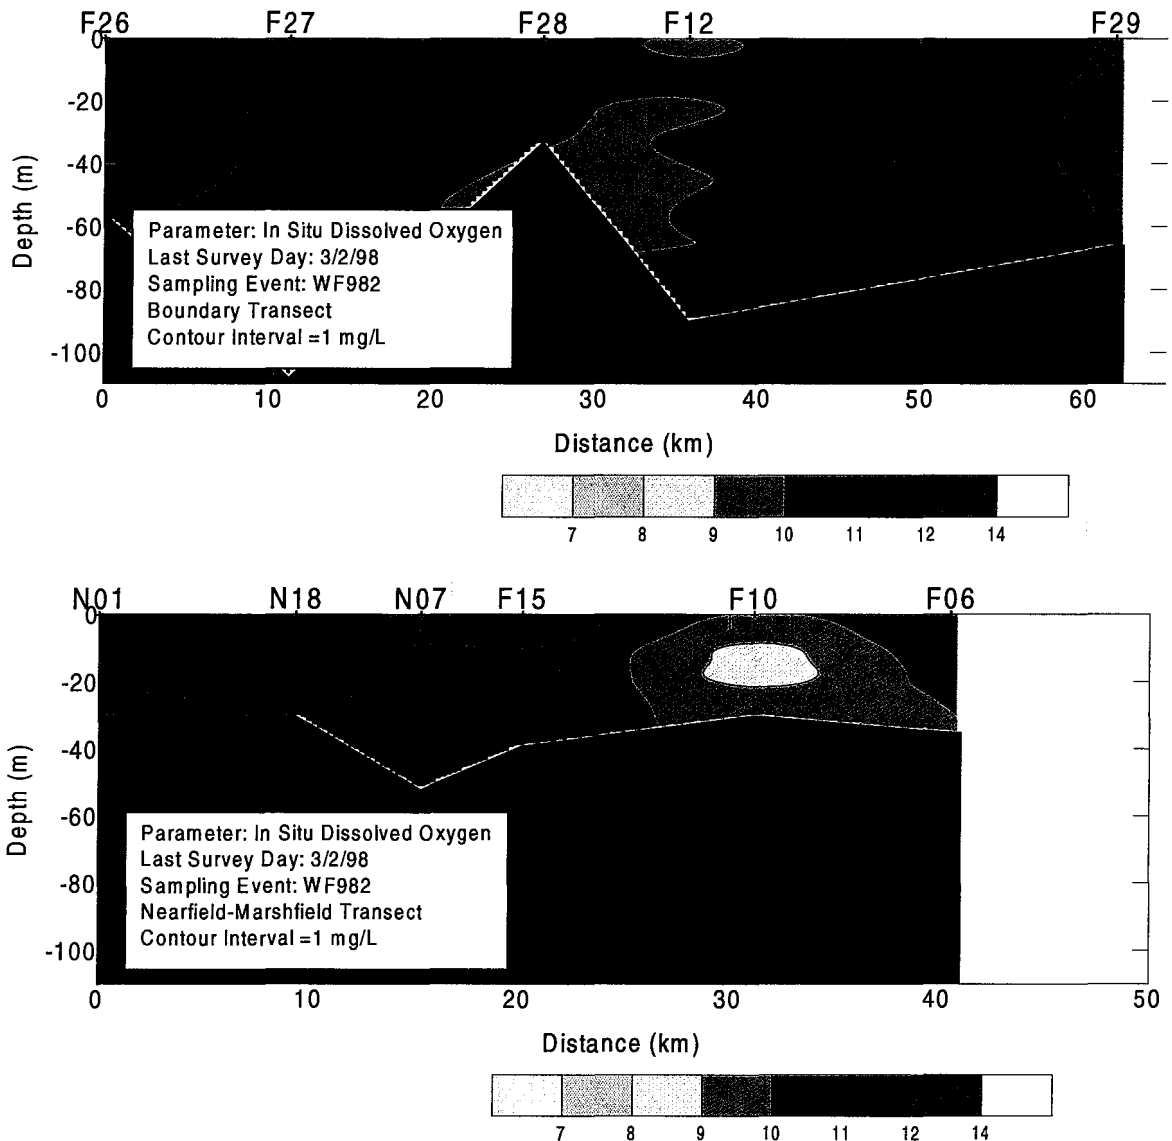 F26 F27 F28 F12 F29
0
-20
-40
-60
-80
-100
Depth (m)
Parameter: In Situ Dissolved Oxygen
Last Survey Day: 3/2/98
Sampling Event: WF982
Boundary Transect
Contour Interval =1 mg/L
0 10 20 30 40 50 60
Distance (km)
7 8 9 10 11 12 14
N01 N18 N07 F15 F10 F06
0
-20
-40
-60
-80
-100
Depth (m)
Parameter: In Situ Dissolved Oxygen
Last Survey Day: 3/2/98
Sampling Event: WF982
Nearfield-Marshfield Transect
Contour Interval =1 mg/L
0 10 20 30 40 50
Distance (km)
7 8 9 10 11 12 14